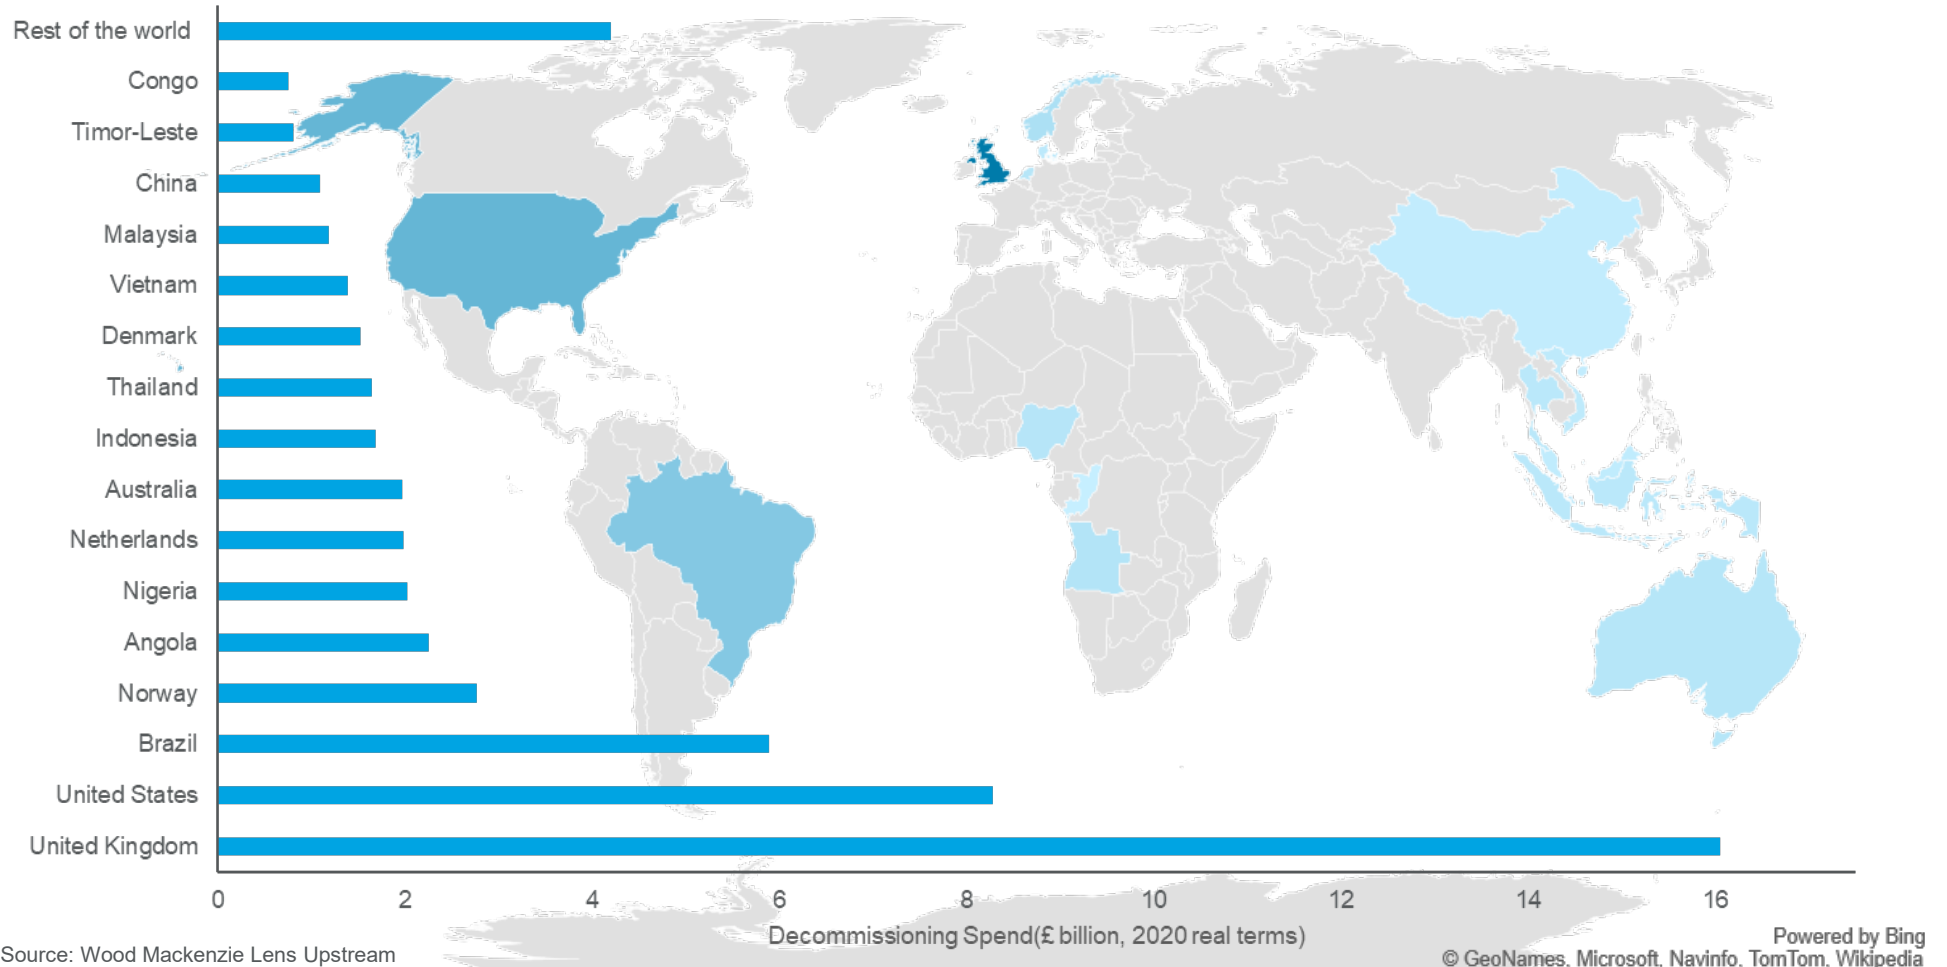 Rest of the world
Congo
Timor-Leste
China
Malaysia
Vietnam
Denmark
Thailand
Indonesia
Australia
Netherlands
Nigeria
Angola
Norway
Brazil
United States
United Kingdom
0 2 4 6 8 10 12 14 16
Decommissioning Spend(£ billion, 2020 real terms)
Source: Wood Mackenzie Lens Upstream
Powered by Bing
© GeoNames, Microsoft, Navinfo, TomTom, Wikipedia